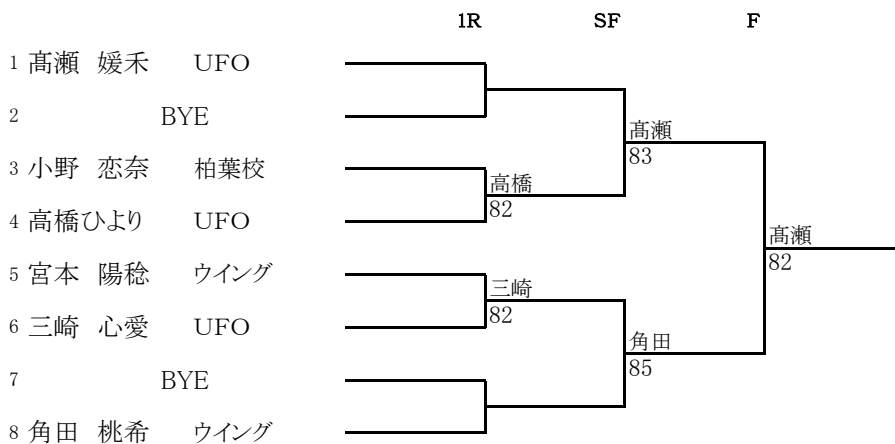 1R SF F
1 髙瀬 媛禾 UFO
2 BYE
髙瀬
83
3 小野 恋奈 柏葉校
高橋
82
4 高橋ひより UFO
髙瀬
82
5 宮本 陽稔 ウイング
三崎
82
6 三崎 心愛 UFO
角田
85
7 BYE
8 角田 桃希 ウイング